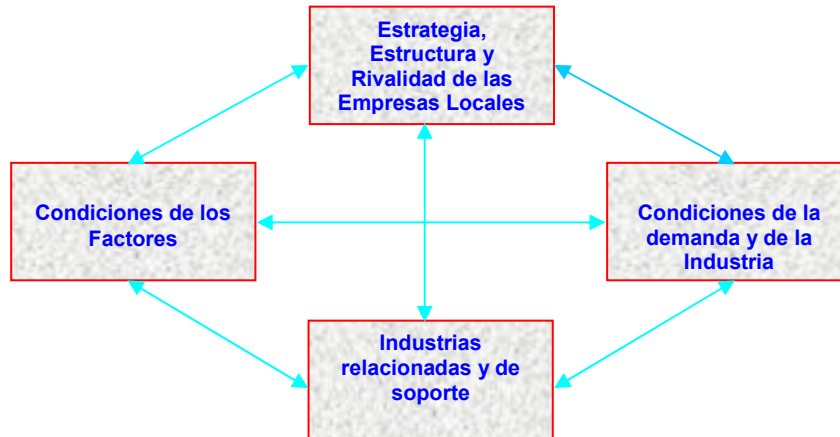 Estrategia,
Estructura y
Rivalidad de las
Empresas Locales
Condiciones de los
Factores
Condiciones de la
demanda y de la
Industria
Industrias
relacionadas y de
soporte